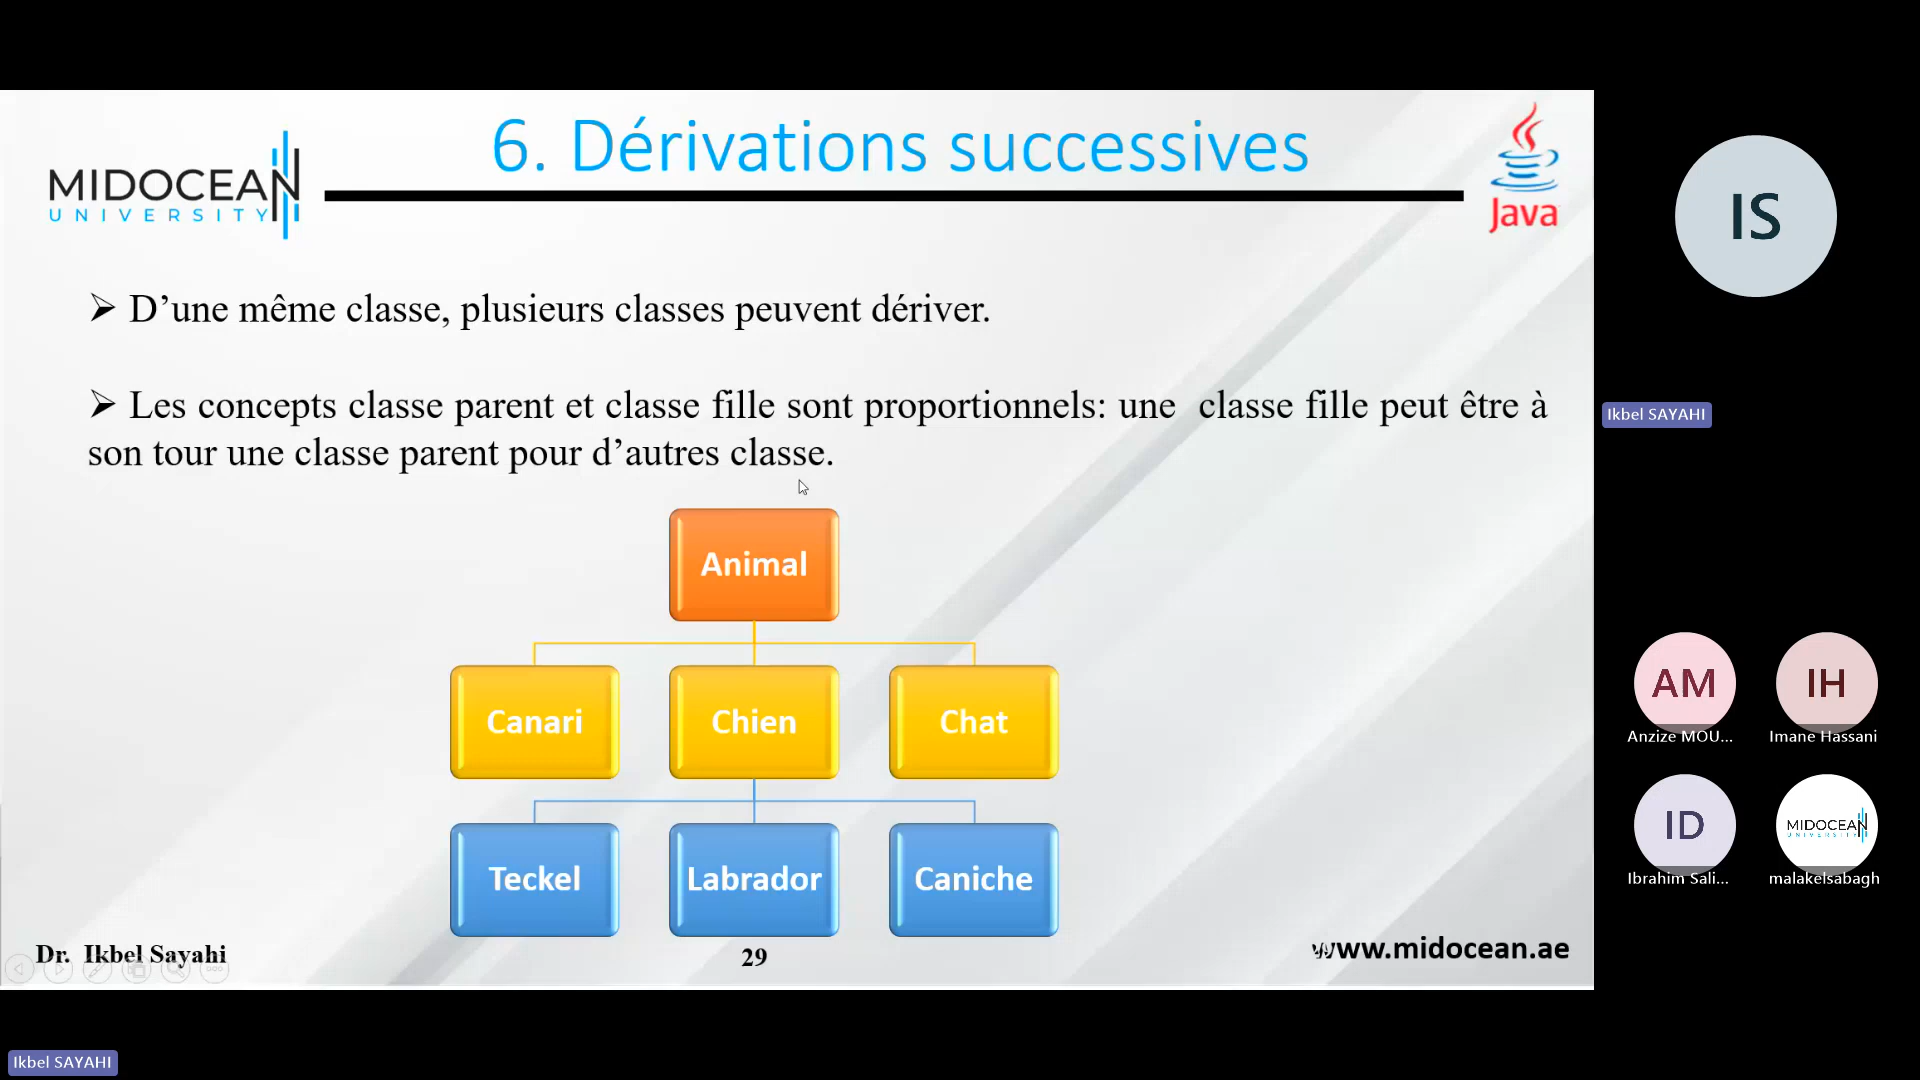 6. Dérivations successives
MIDOCEAN
UNIVERSITY
Java
➢ D’une même classe, plusieurs classes peuvent dériver.
➢ Les concepts classe parent et classe fille sont proportionnels: une classe fille peut être à
son tour une classe parent pour d’autres classe.
Animal
Canari Chien Chat
Teckel Labrador Caniche
Dr. Ikbel Sayahi
29
www.midocean.ae
IS
Ikbel SAYAHI
AM IH
Anzize MOU... Imane Hassani
ID MIDOCEAN
UNIVERSITY
Ibrahim Sali... malakelsabagh
Ikbel SAYAHI